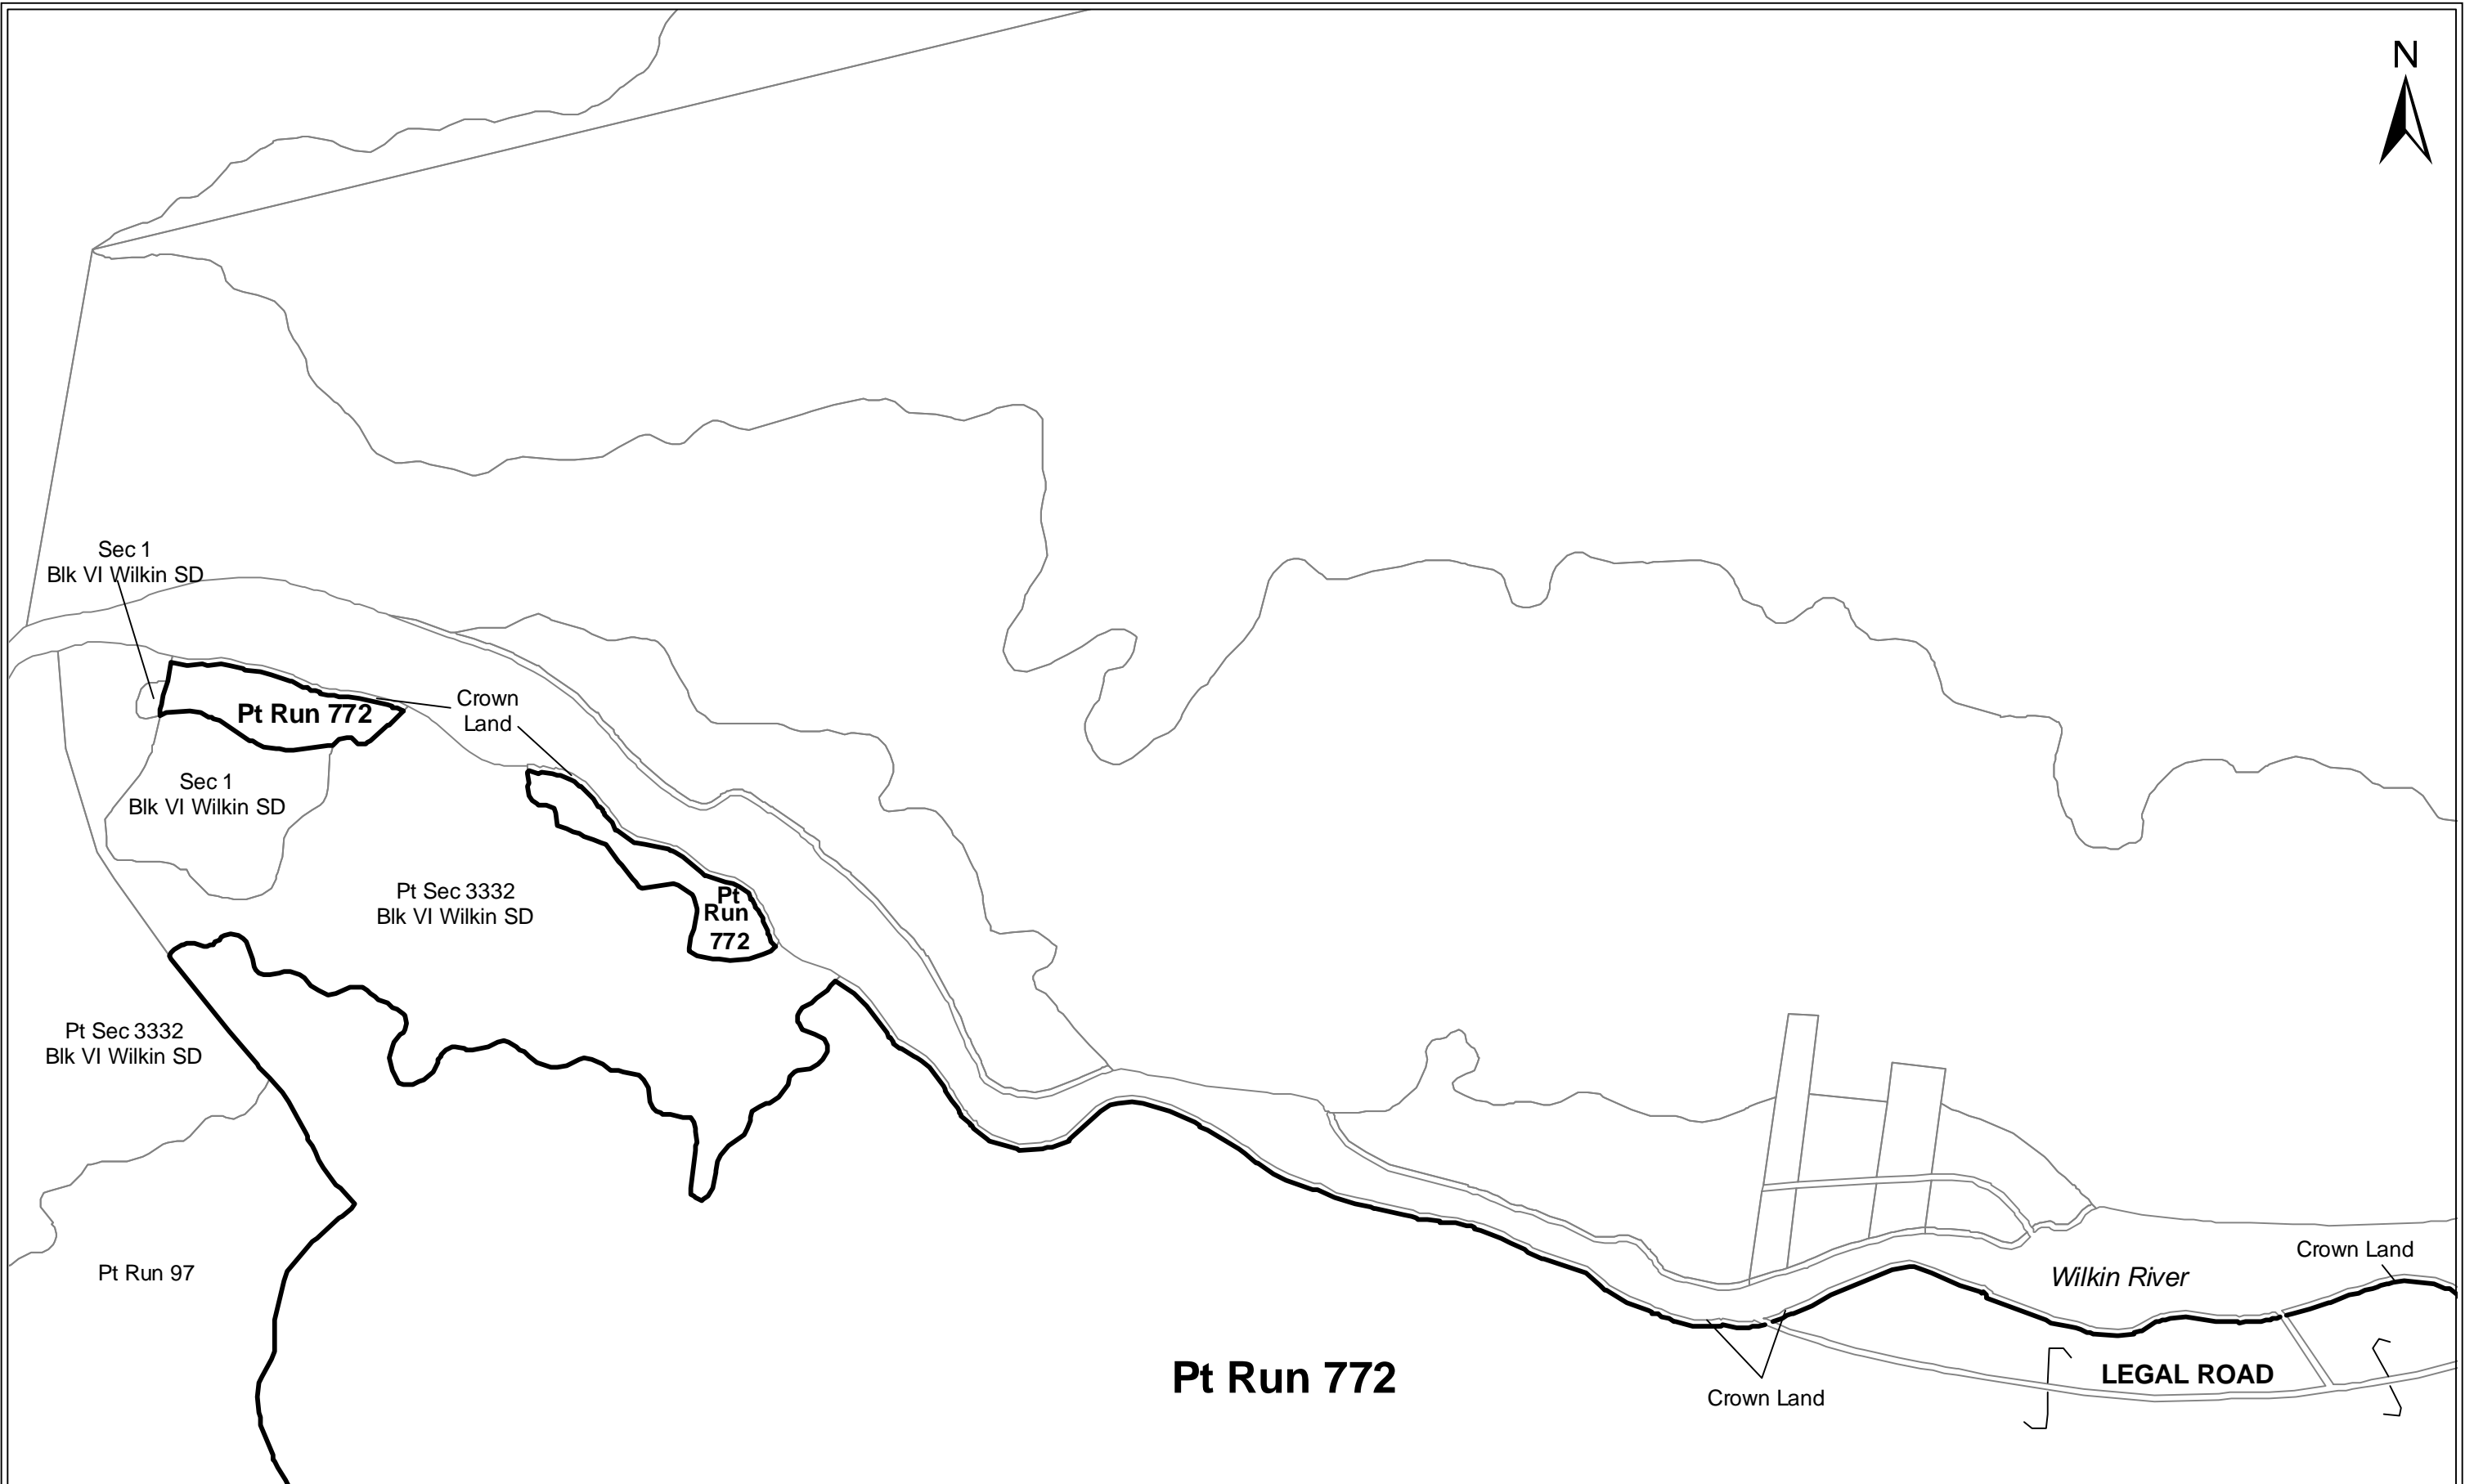 N
Sec 1
Blk VI Wilkin SD
Pt Run 772
Crown
Land
Sec 1
Blk VI Wilkin SD
Pt Sec 3332
Blk VI Wilkin SD
Pt
Run
772
Pt Sec 3332
Blk VI Wilkin SD
Pt Run 97
Crown Land
Wilkin River
Pt Run 772
LEGAL ROAD
Crown Land